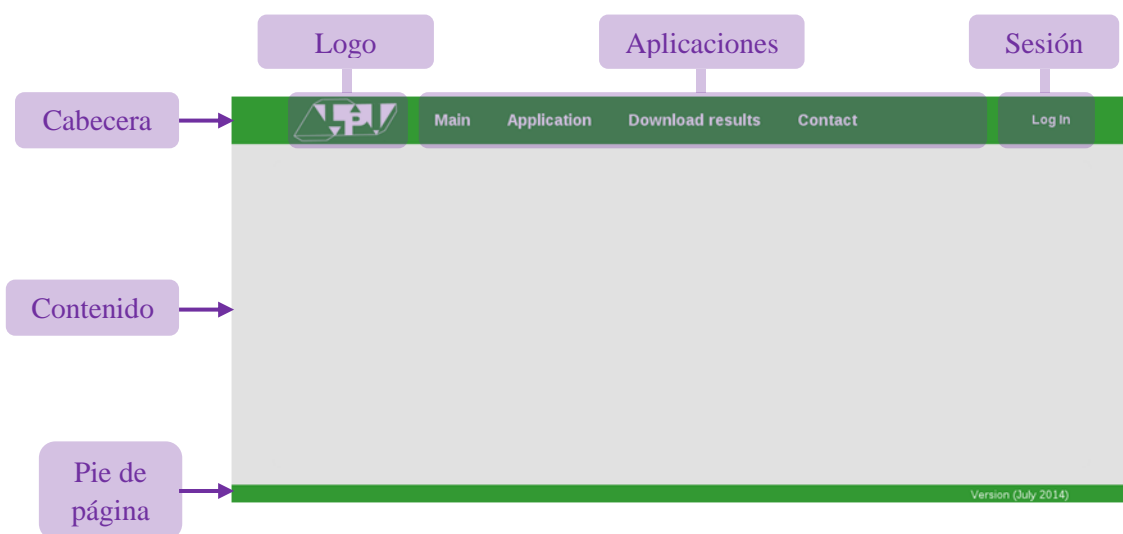 Logo
Aplicaciones
Sesión
Cabecera
Main Application Download results Contact
Log In
Contenido
Pie de
página
Version (July 2014)